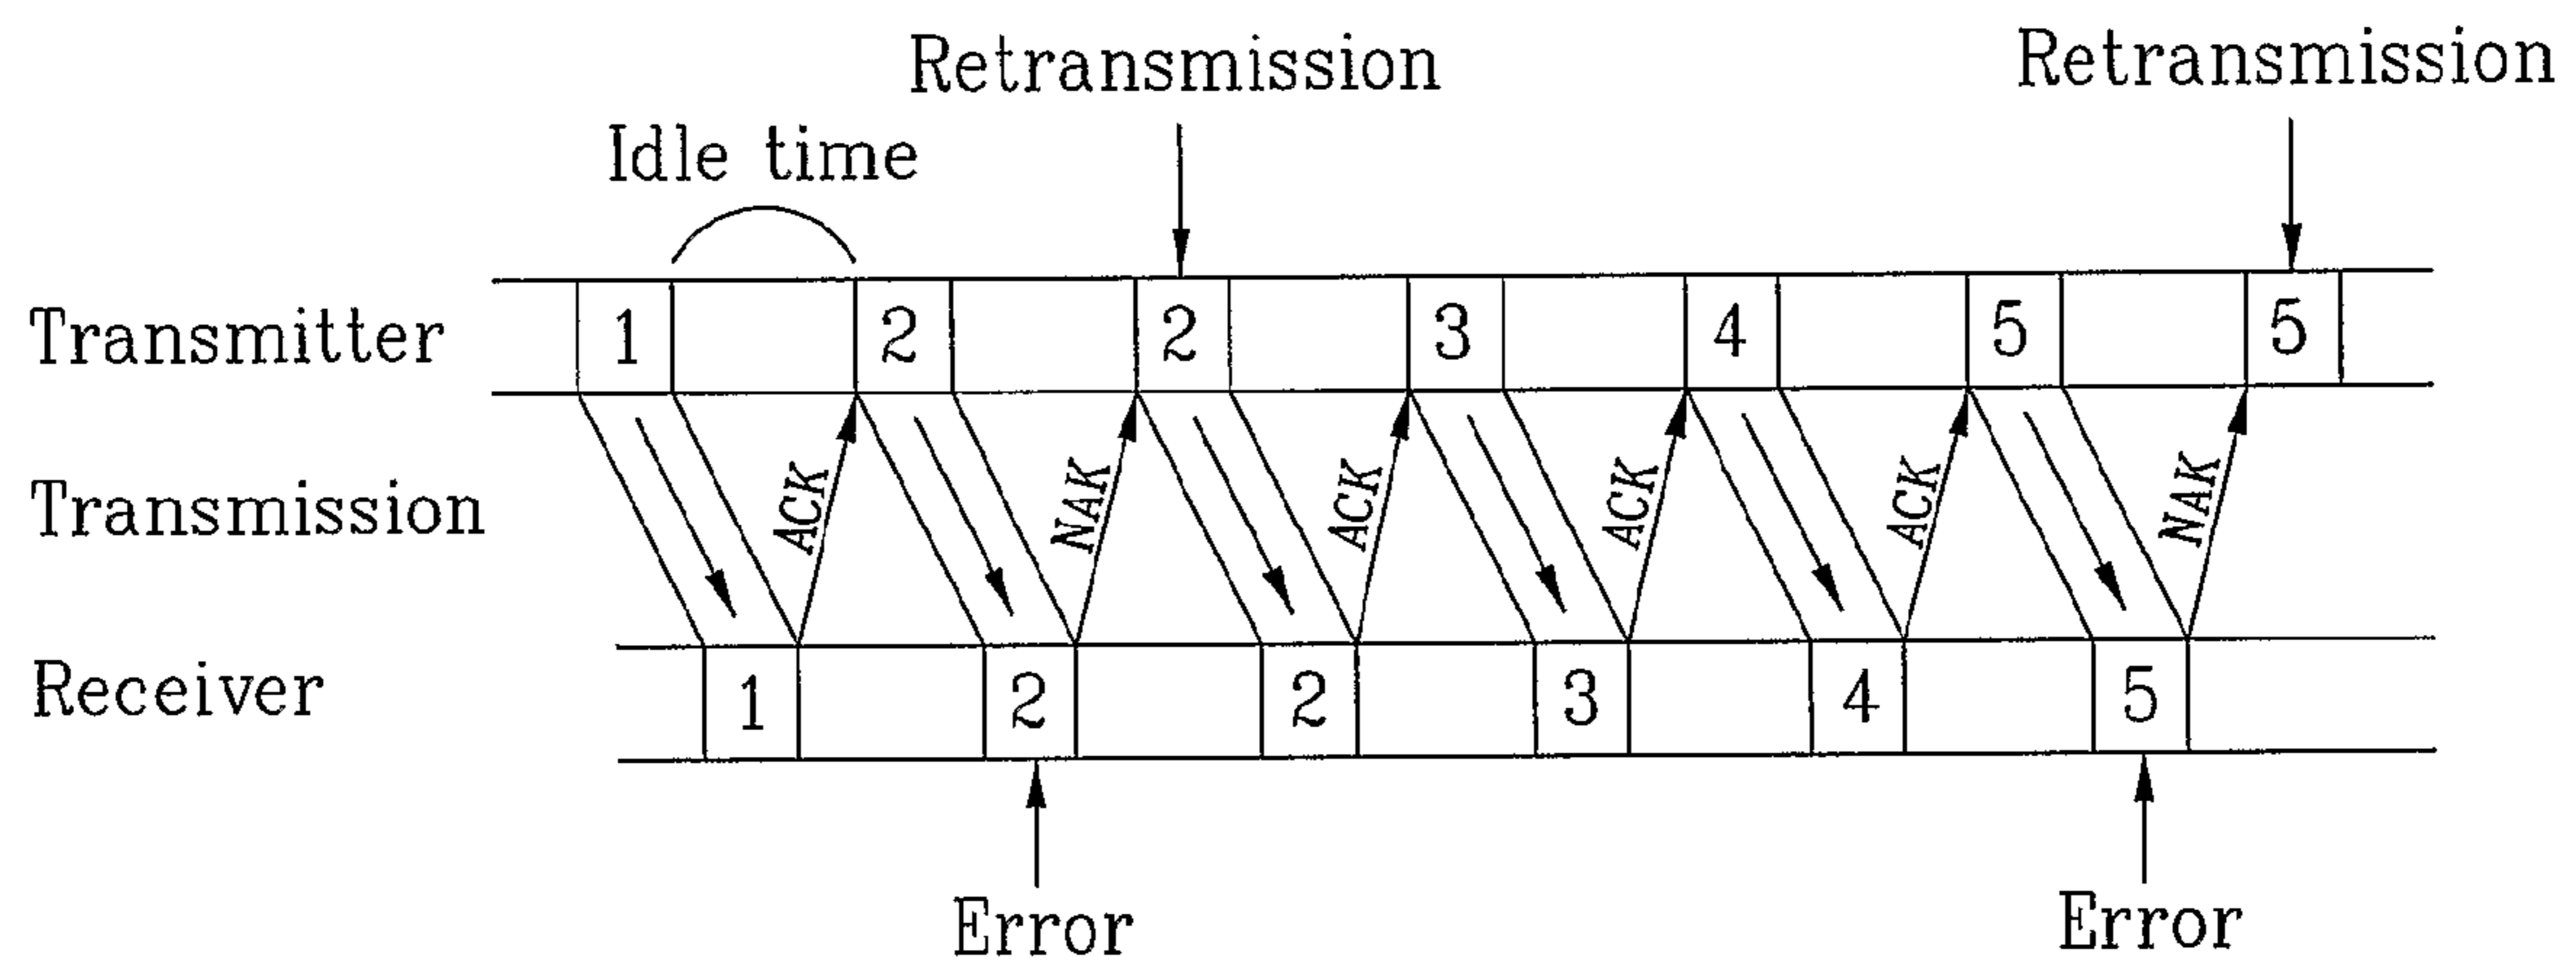 Retransmission
Retransmission
Idle time
Transmitter 1 2 2 3 4 5 5
Transmission ACK NAK ACK ACK ACK NAK
Receiver 1 2 2 3 4 5
Error
Error